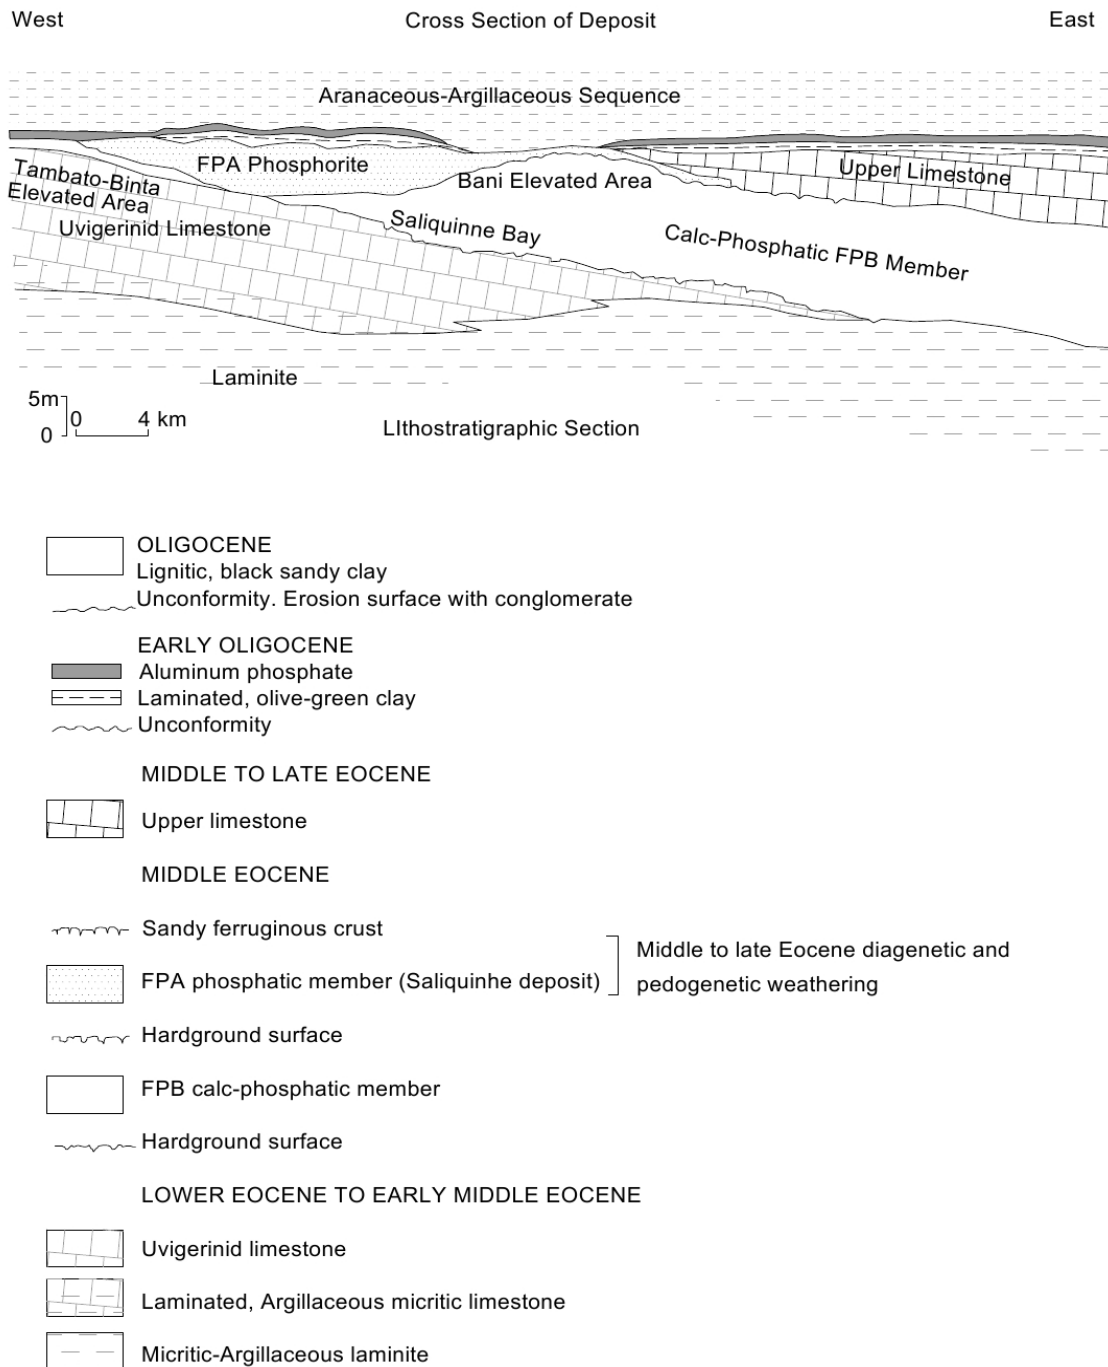 West
Cross Section of Deposit
East
Aranaceous-Argillaceous Sequence
FPA Phosphorite
Tambato-Binta
Elevated Area
Bani Elevated Area
Upper Limestone
Uvigerinid Limestone
Saliquinne Bay
Calc-Phosphatic FPB Member
Laminite
5m
0
0
4 km
LIthostratigraphic Section
OLIGOCENE
Lignitic, black sandy clay
Unconformity. Erosion surface with conglomerate
EARLY OLIGOCENE
Aluminum phosphate
Laminated, olive-green clay
Unconformity
MIDDLE TO LATE EOCENE
Upper limestone
MIDDLE EOCENE
Sandy ferruginous crust
FPA phosphatic member (Saliquinhe deposit)
Middle to late Eocene diagenetic and
pedogenetic weathering
Hardground surface
FPB calc-phosphatic member
Hardground surface
LOWER EOCENE TO EARLY MIDDLE EOCENE
Uvigerinid limestone
Laminated, Argillaceous micritic limestone
Micritic-Argillaceous laminite